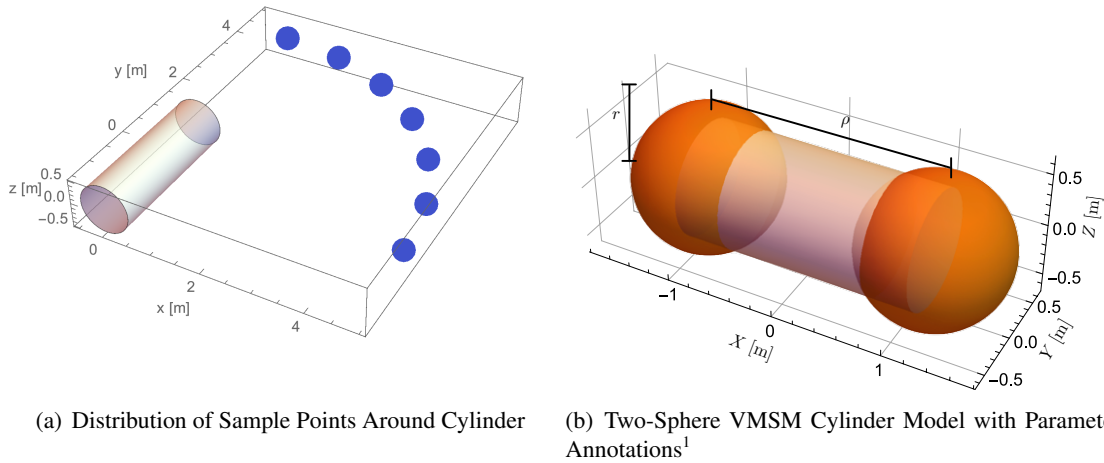 4
y [m]
2
0
z [m]
0.5
0.0
−0.5
0
2
x [m]
4
r
ρ
0.5
0.0
−0.5
Z [m]
0.5
0.0
−0.5
Y [m]
−1
0
1
X [m]
(a) Distribution of Sample Points Around Cylinder
(b) Two-Sphere VMSM Cylinder Model with Paramete
Annotations1